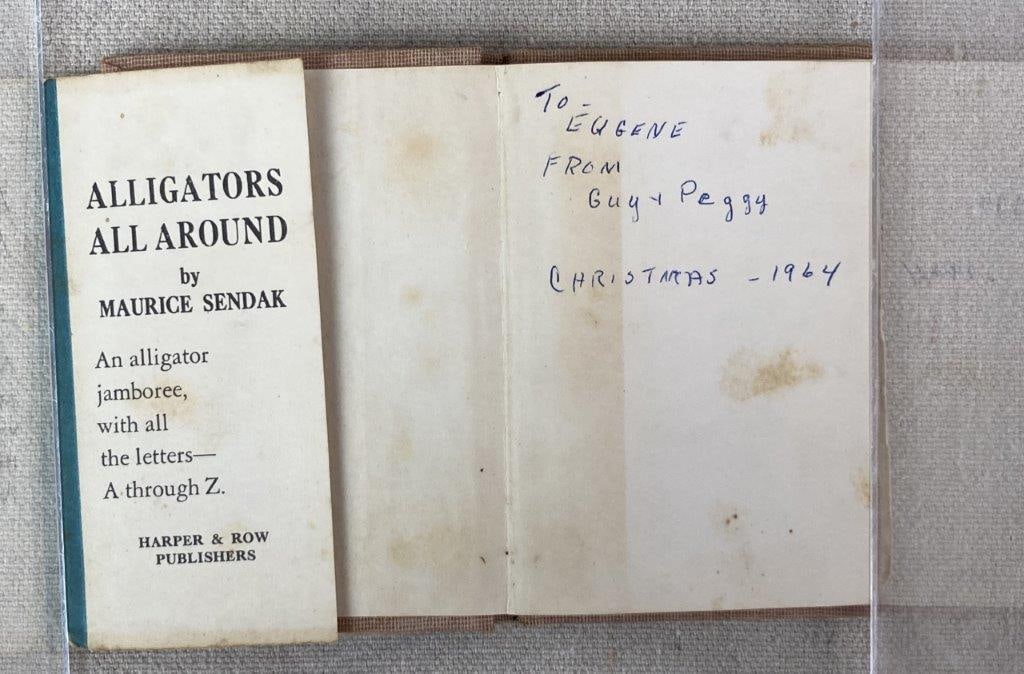 ALLIGATORS
ALL AROUND
by
MAURICE SENDAK
An alligator
jamboree,
with all
the letters—
A through Z.
HARPER & ROW
PUBLISHERS
TO -
EUGENE
FROM
Guy + Peggy
CHRISTMAS - 1964